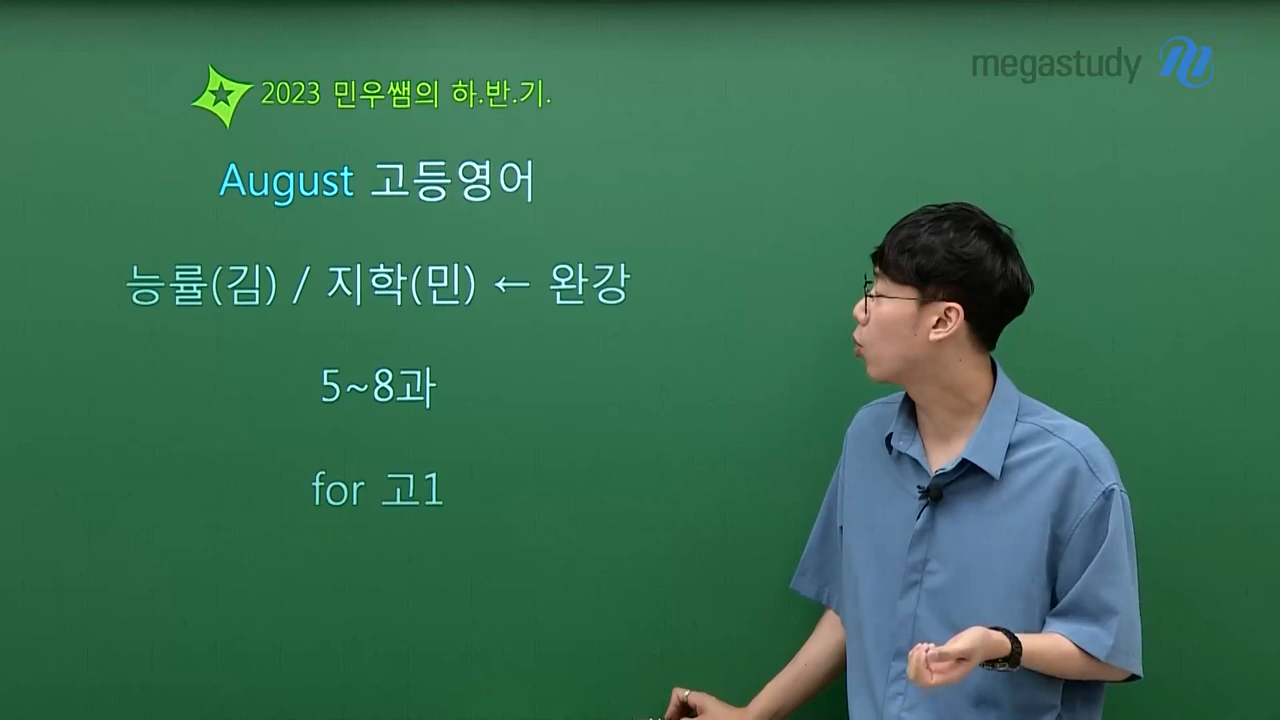 megastudy
2023 민우쌤의 하.반.기.
August 고등영어
능률(김) / 지학(민) ← 완강
5~8과
for 고1